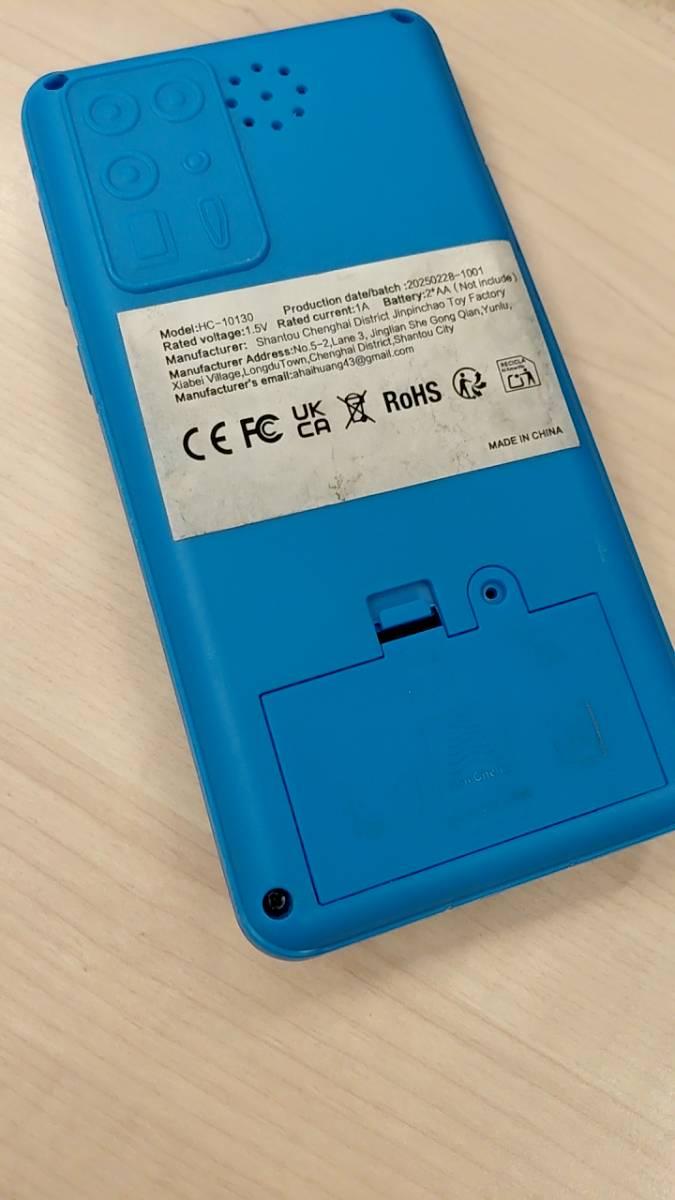 Model:HC-10130 Production date/batch :20250228-1001
Rated voltage:1.5V Rated current:1A Battery:2*AA (Not include)
Manufacturer: Shantou Chenghai District Jinpinchao Toy Factory
Manufacturer Address:No.5-2,Lane 3, Jinglian She Gong Qian,Yunlu,
Xiabei Village,LongduTown,Chenghai District,Shantou City
Manufacturer's email:ahaihuang43@gmail.com
CE FC UK
CA RoHS
RECICLA
MADE IN CHINA